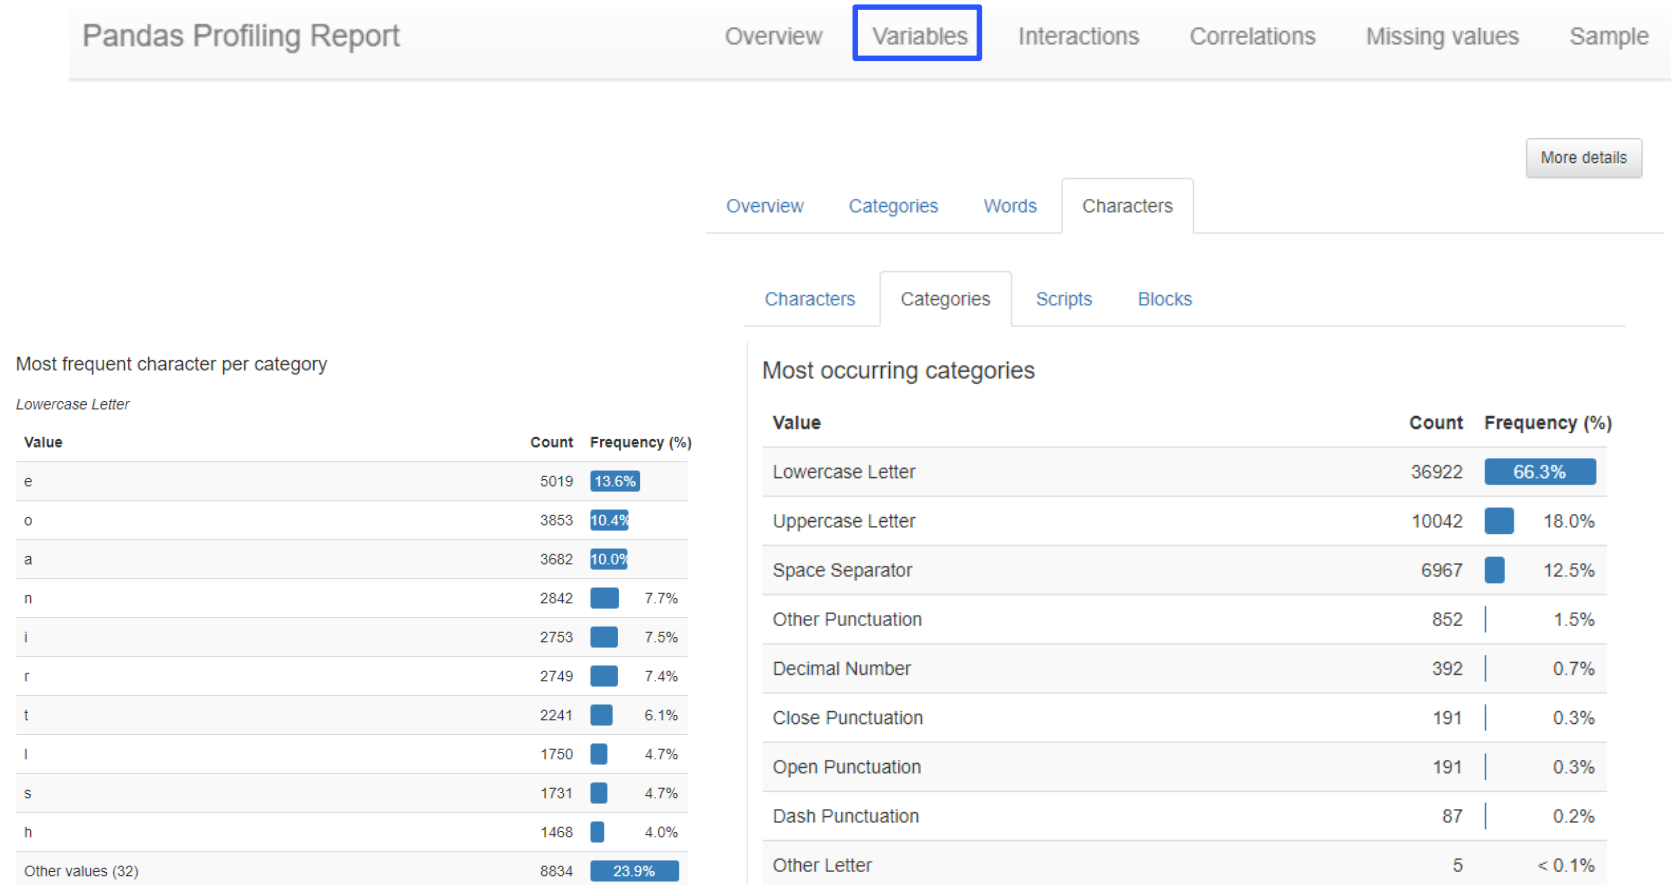 Pandas Profiling Report Overview Variables Interactions Correlations Missing values Sample
More details
Overview Categories Words Characters
Characters Categories Scripts Blocks
Most frequent character per category
Lowercase Letter
Value Count Frequency (%)
e 5019 13.6%
o 3853 10.4%
a 3682 10.0%
n 2842 7.7%
i 2753 7.5%
r 2749 7.4%
t 2241 6.1%
l 1750 4.7%
s 1731 4.7%
h 1468 4.0%
Other values (32) 8834 23.9%
Most occurring categories
Value Count Frequency (%)
Lowercase Letter 36922 66.3%
Uppercase Letter 10042 18.0%
Space Separator 6967 12.5%
Other Punctuation 852 1.5%
Decimal Number 392 0.7%
Close Punctuation 191 0.3%
Open Punctuation 191 0.3%
Dash Punctuation 87 0.2%
Other Letter 5 < 0.1%